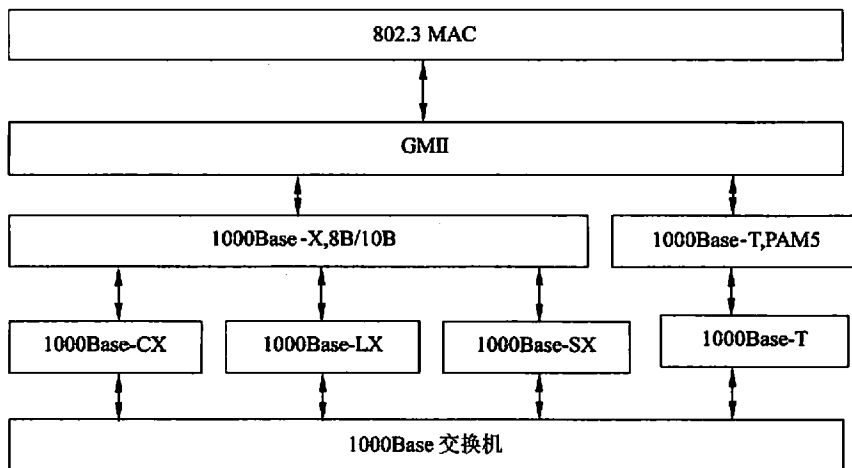 802.3 MAC
GMII
1000Base-X,8B/10B
1000Base-T,PAM5
1000Base-CX
1000Base-LX
1000Base-SX
1000Base-T
1000Base 交换机